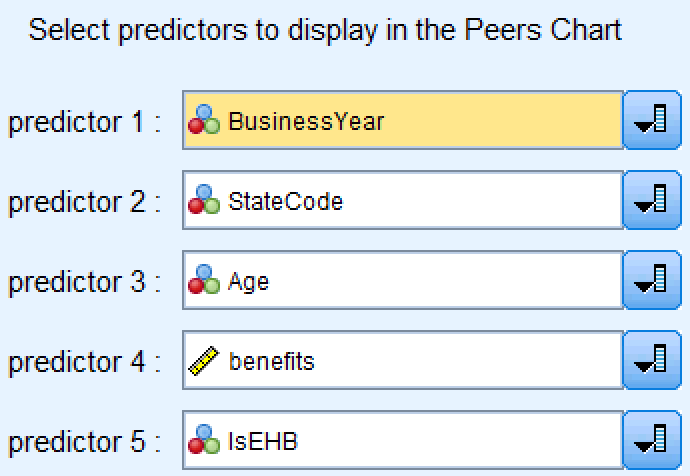 Select predictors to display in the Peers Chart
predictor 1 : BusinessYear
predictor 2 : StateCode
predictor 3 : Age
predictor 4 : benefits
predictor 5 : IsEHB